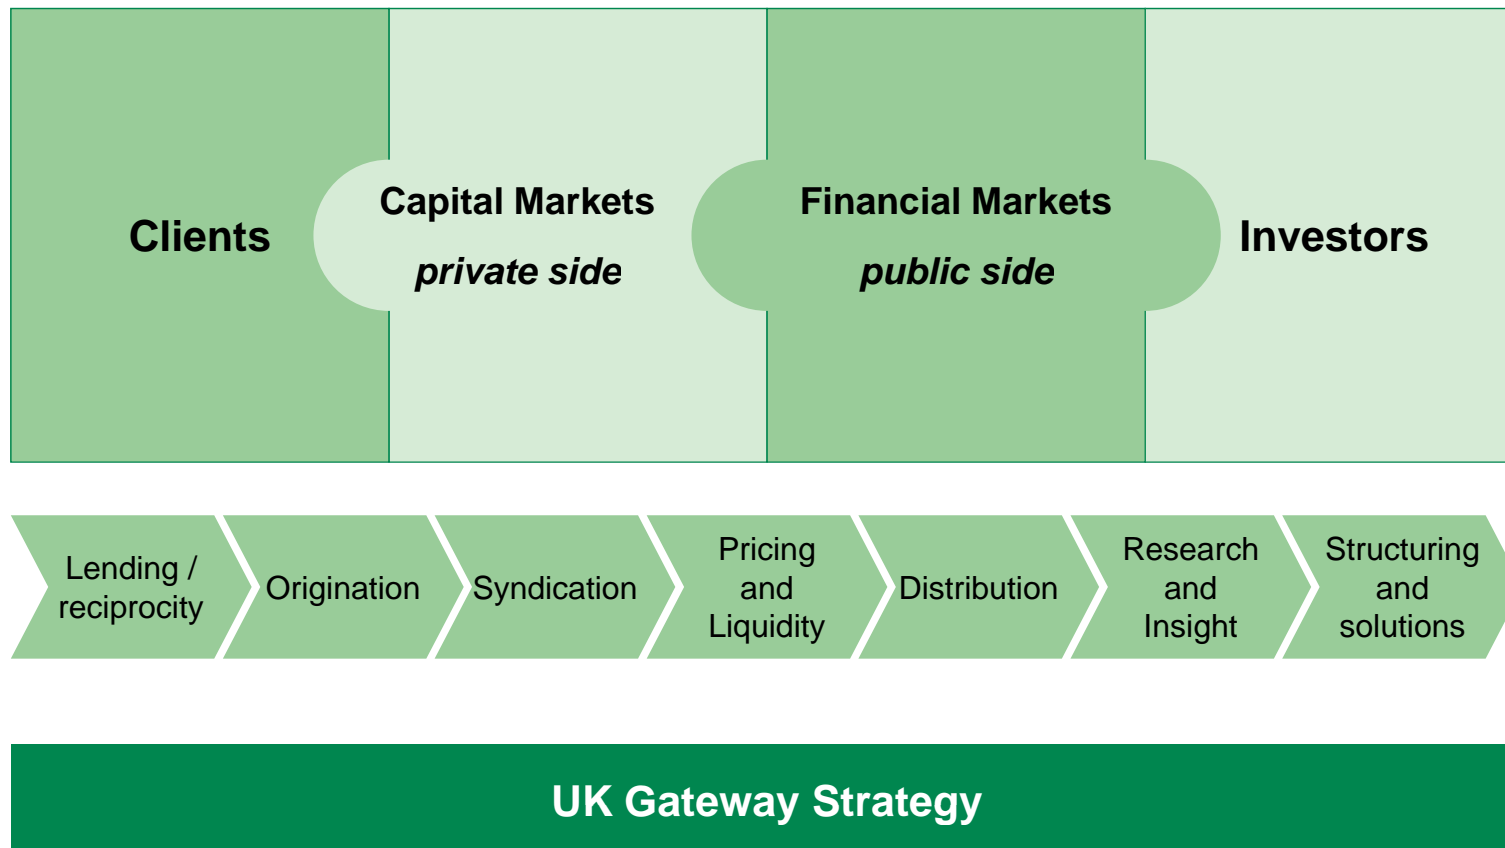 Clients
Capital Markets
private side
Financial Markets
public side
Investors
Lending /
reciprocity
Origination
Syndication
Pricing
and
Liquidity
Distribution
Research
and
Insight
Structuring
and
solutions
UK Gateway Strategy